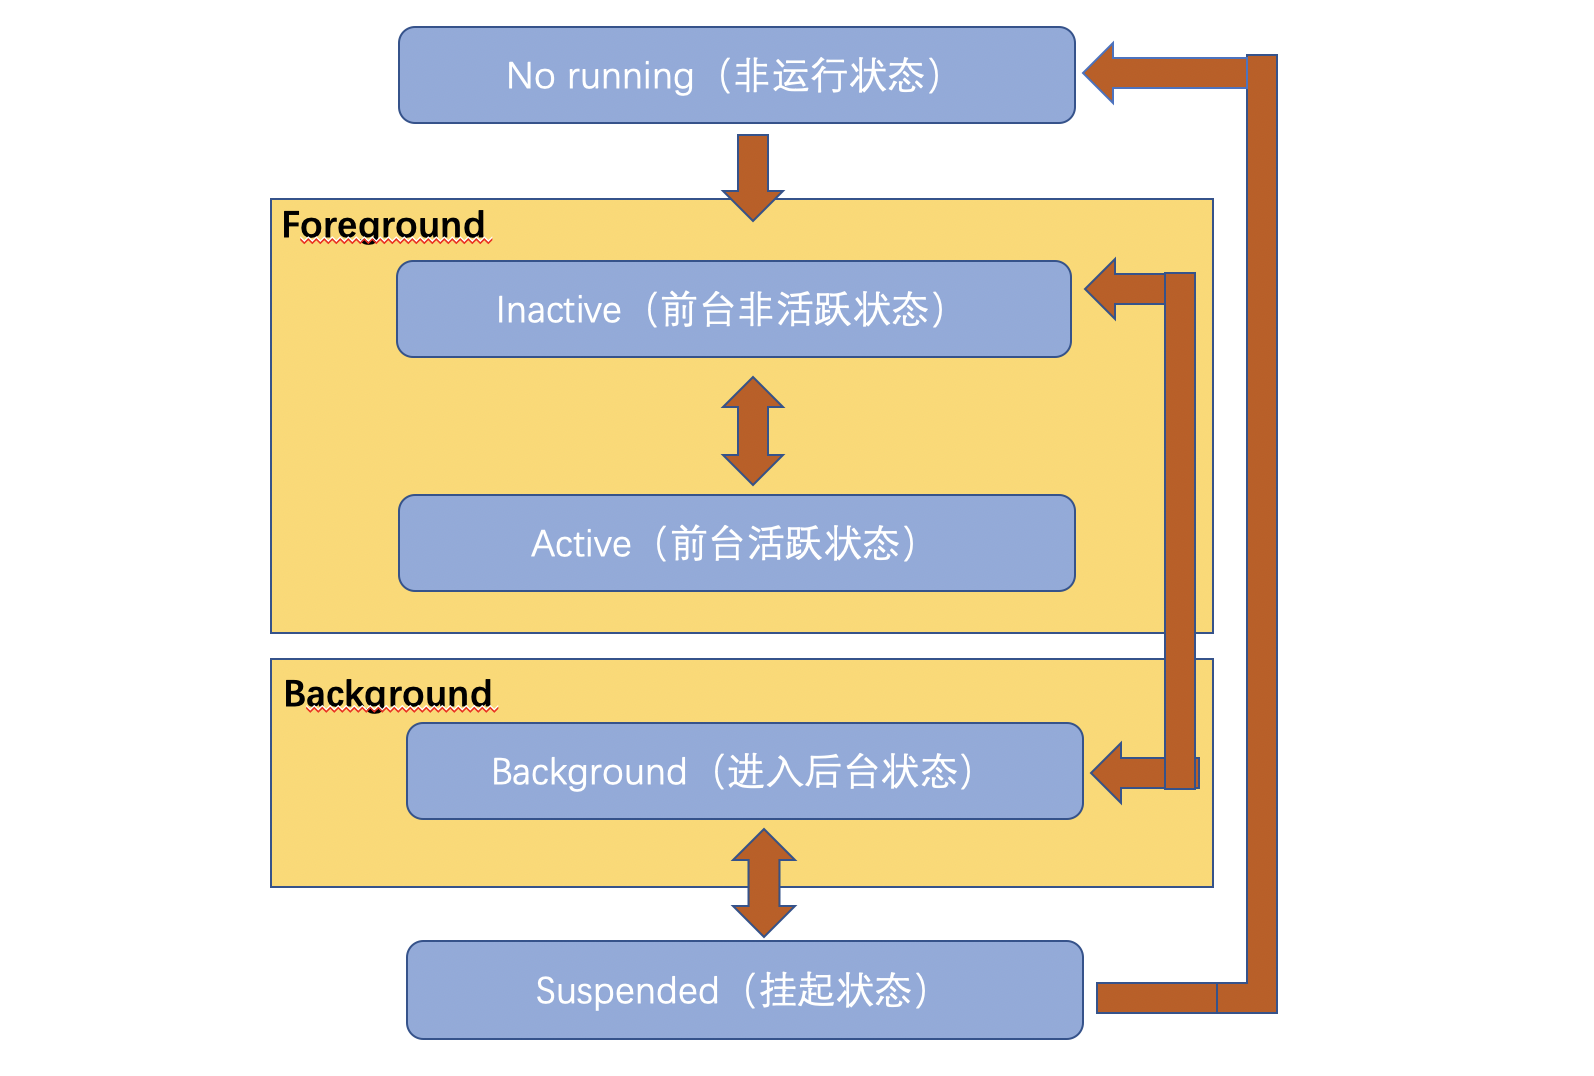 No running（非运行状态）
Foreground
Inactive（前台非活跃状态）
Active（前台活跃状态）
Background
Background（进入后台状态）
Suspended（挂起状态）